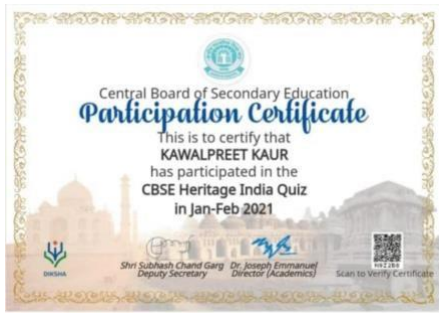 Central Board of Secondary Education
Participation Certificate
This is to certify that
KAWALPREET KAUR
has participated in the
CBSE Heritage India Quiz
in Jan-Feb 2021
DIKSHA
Shri Subhash Chand Garg
Deputy Secretary
Dr. Joseph Emmanuel
Director (Academics)
Scan to Verify Certificate